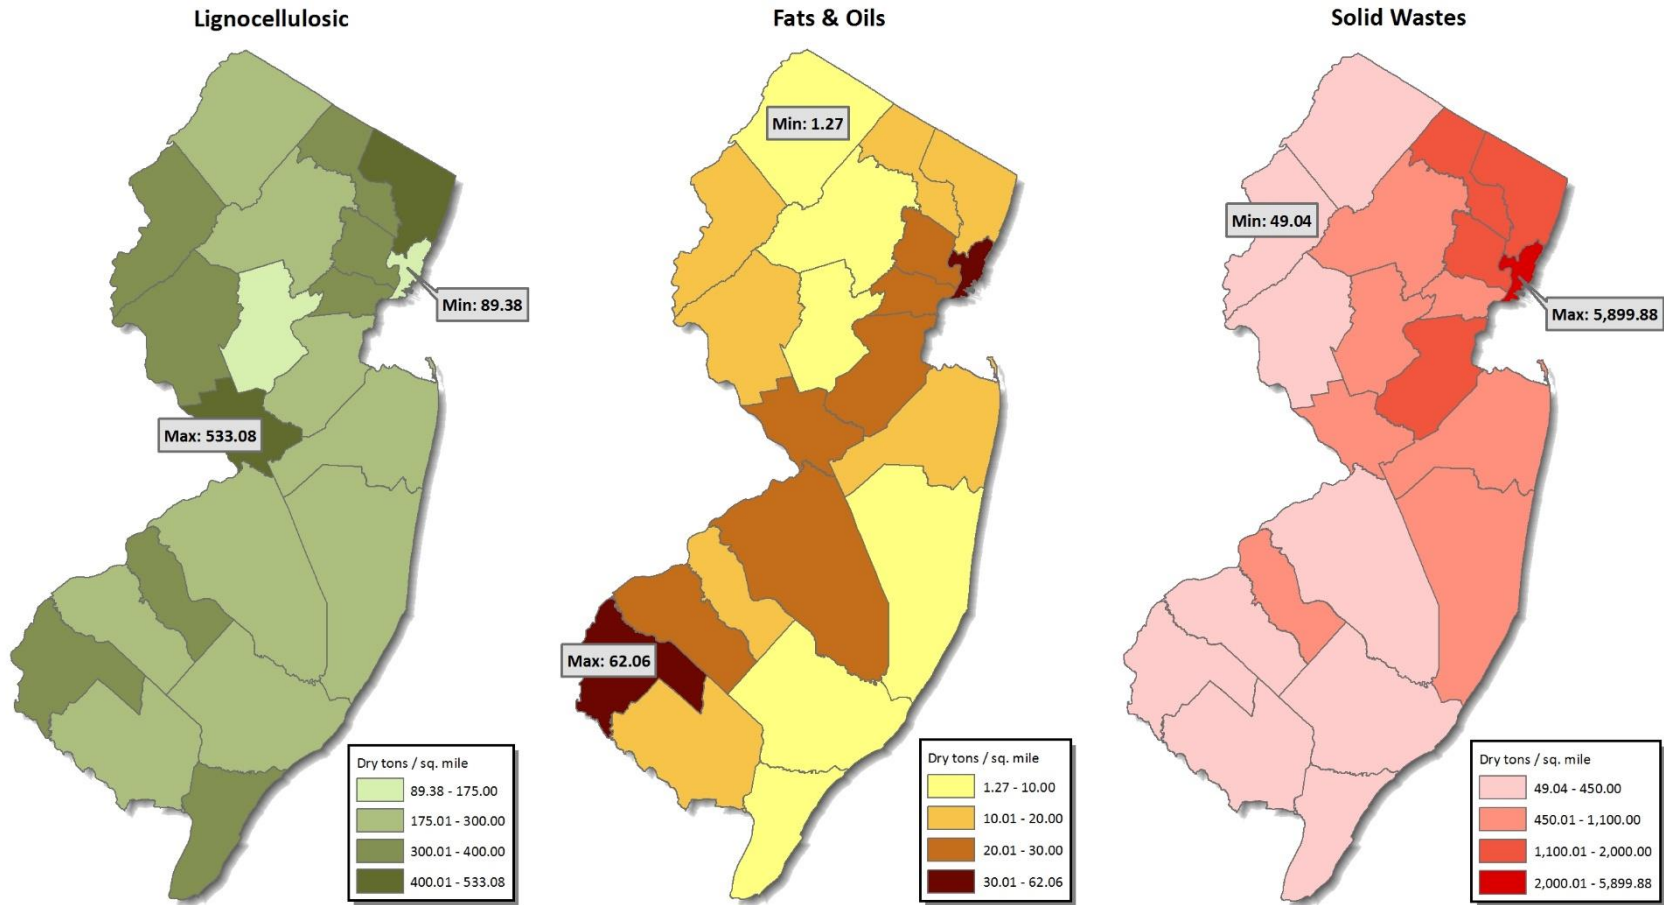 Lignocellulosic
Min: 89.38
Max: 533.08
Dry tons / sq. mile
89.38 - 175.00
175.01 - 300.00
300.01 - 400.00
400.01 - 533.08
Fats & Oils
Min: 1.27
Max: 62.06
Dry tons / sq. mile
1.27 - 10.00
10.01 - 20.00
20.01 - 30.00
30.01 - 62.06
Solid Wastes
Min: 49.04
Max: 5,899.88
Dry tons / sq. mile
49.04 - 450.00
450.01 - 1,100.00
1,100.01 - 2,000.00
2,000.01 - 5,899.88